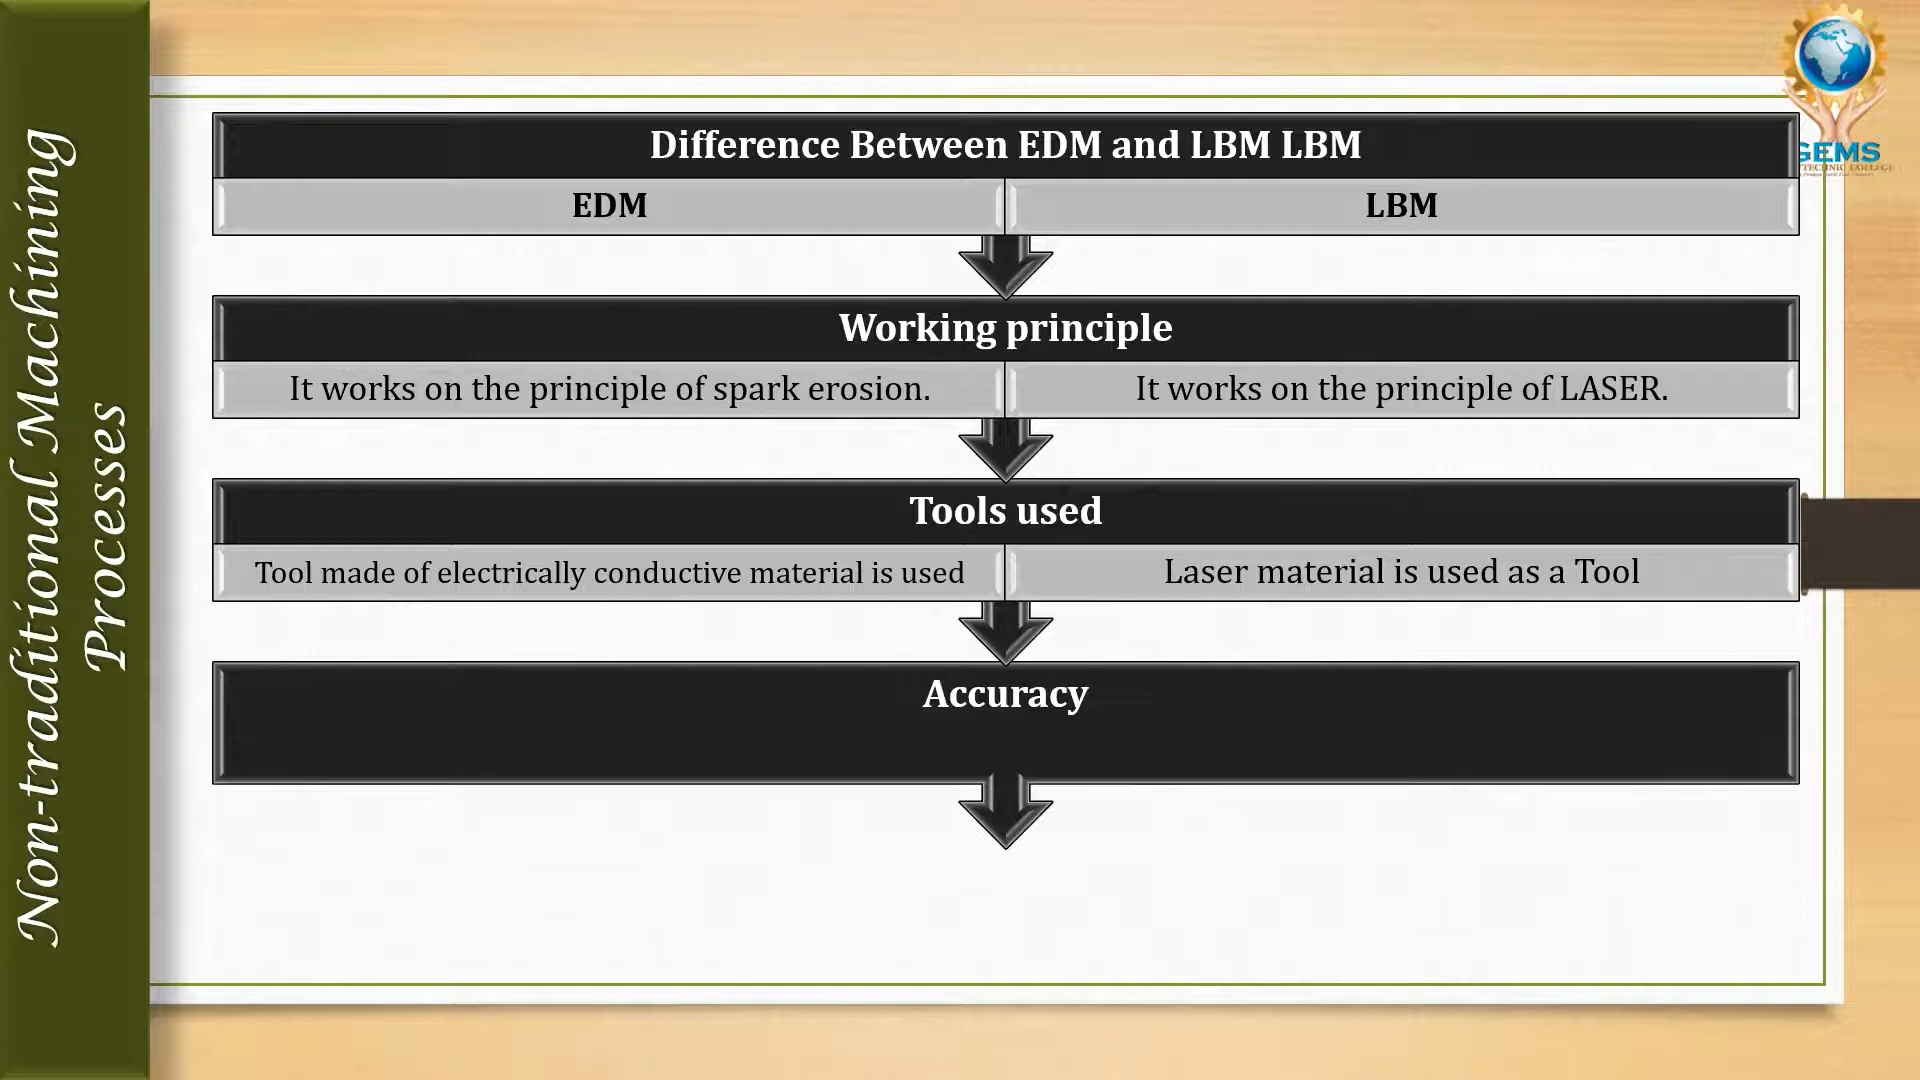 Non-traditional Machining
Processes
GEMS
Difference Between EDM and LBM LBM
EDM
LBM
Working principle
It works on the principle of spark erosion.
It works on the principle of LASER.
Tools used
Tool made of electrically conductive material is used
Laser material is used as a Tool
Accuracy